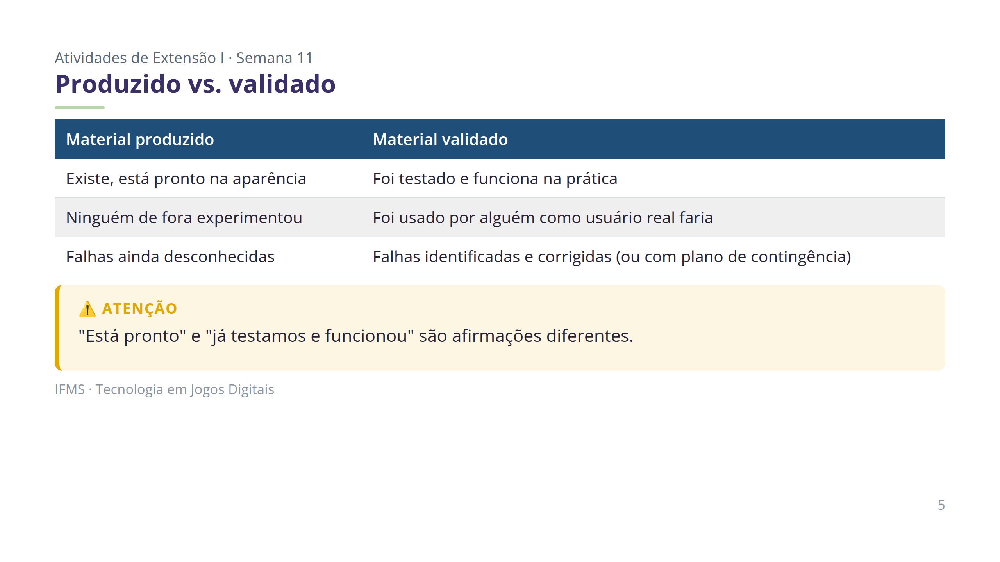 Atividades de Extensão I · Semana 11
Produzido vs. validado
Material produzido Material validado
Existe, está pronto na aparência Foi testado e funciona na prática
Ninguém de fora experimentou Foi usado por alguém como usuário real faria
Falhas ainda desconhecidas Falhas identificadas e corrigidas (ou com plano de contingência)
⚠️ ATENÇÃO
"Está pronto" e "já testamos e funcionou" são afirmações diferentes.
IFMS · Tecnologia em Jogos Digitais
5